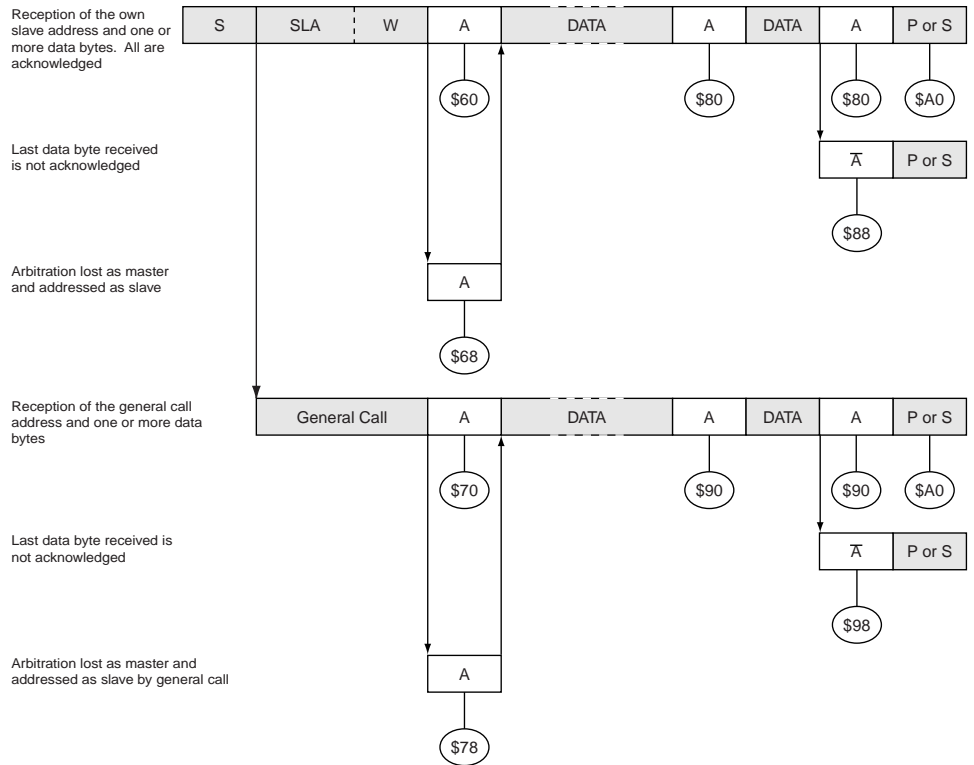 Reception of the own
slave address and one or
more data bytes. All are
acknowledged
S SLA W A DATA A DATA A P or S
$60 $80 $80 $A0
Last data byte received
is not acknowledged
A̅ P or S
$88
Arbitration lost as master
and addressed as slave
A
$68
Reception of the general call
address and one or more data
bytes
General Call A DATA A DATA A P or S
$70 $90 $90 $A0
Last data byte received is
not acknowledged
A̅ P or S
$98
Arbitration lost as master and
addressed as slave by general call
A
$78